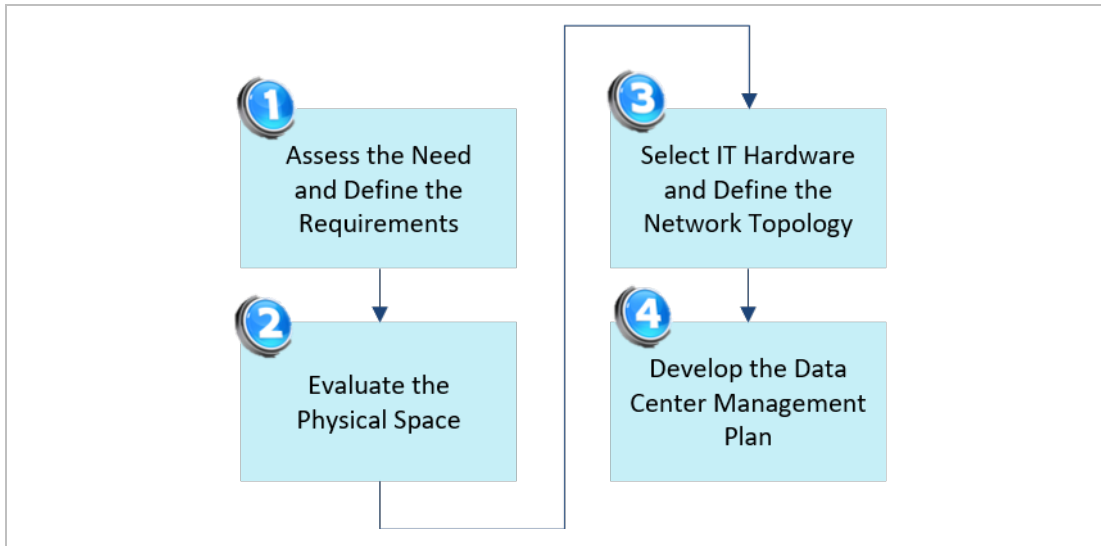 1
Assess the Need
and Define the
Requirements
2
Evaluate the
Physical Space
3
Select IT Hardware
and Define the
Network Topology
4
Develop the Data
Center Management
Plan